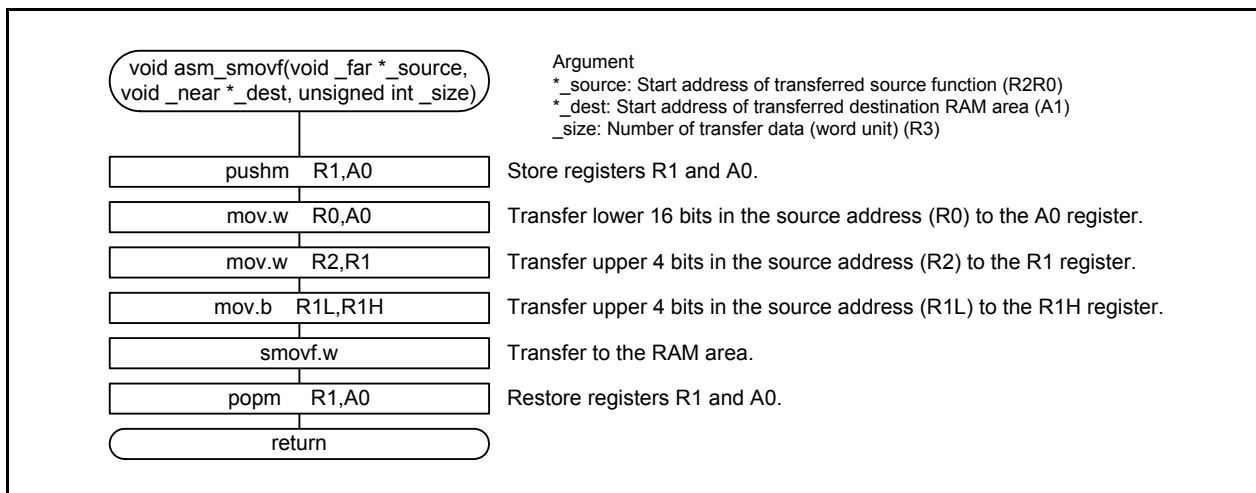 void asm_smovf(void _far *_source,
void _near *_dest, unsigned int _size)
Argument
*_source: Start address of transferred source function (R2R0)
*_dest: Start address of transferred destination RAM area (A1)
_size: Number of transfer data (word unit) (R3)
pushm R1,A0 Store registers R1 and A0.
mov.w R0,A0 Transfer lower 16 bits in the source address (R0) to the A0 register.
mov.w R2,R1 Transfer upper 4 bits in the source address (R2) to the R1 register.
mov.b R1L,R1H Transfer upper 4 bits in the source address (R1L) to the R1H register.
smovf.w Transfer to the RAM area.
popm R1,A0 Restore registers R1 and A0.
return